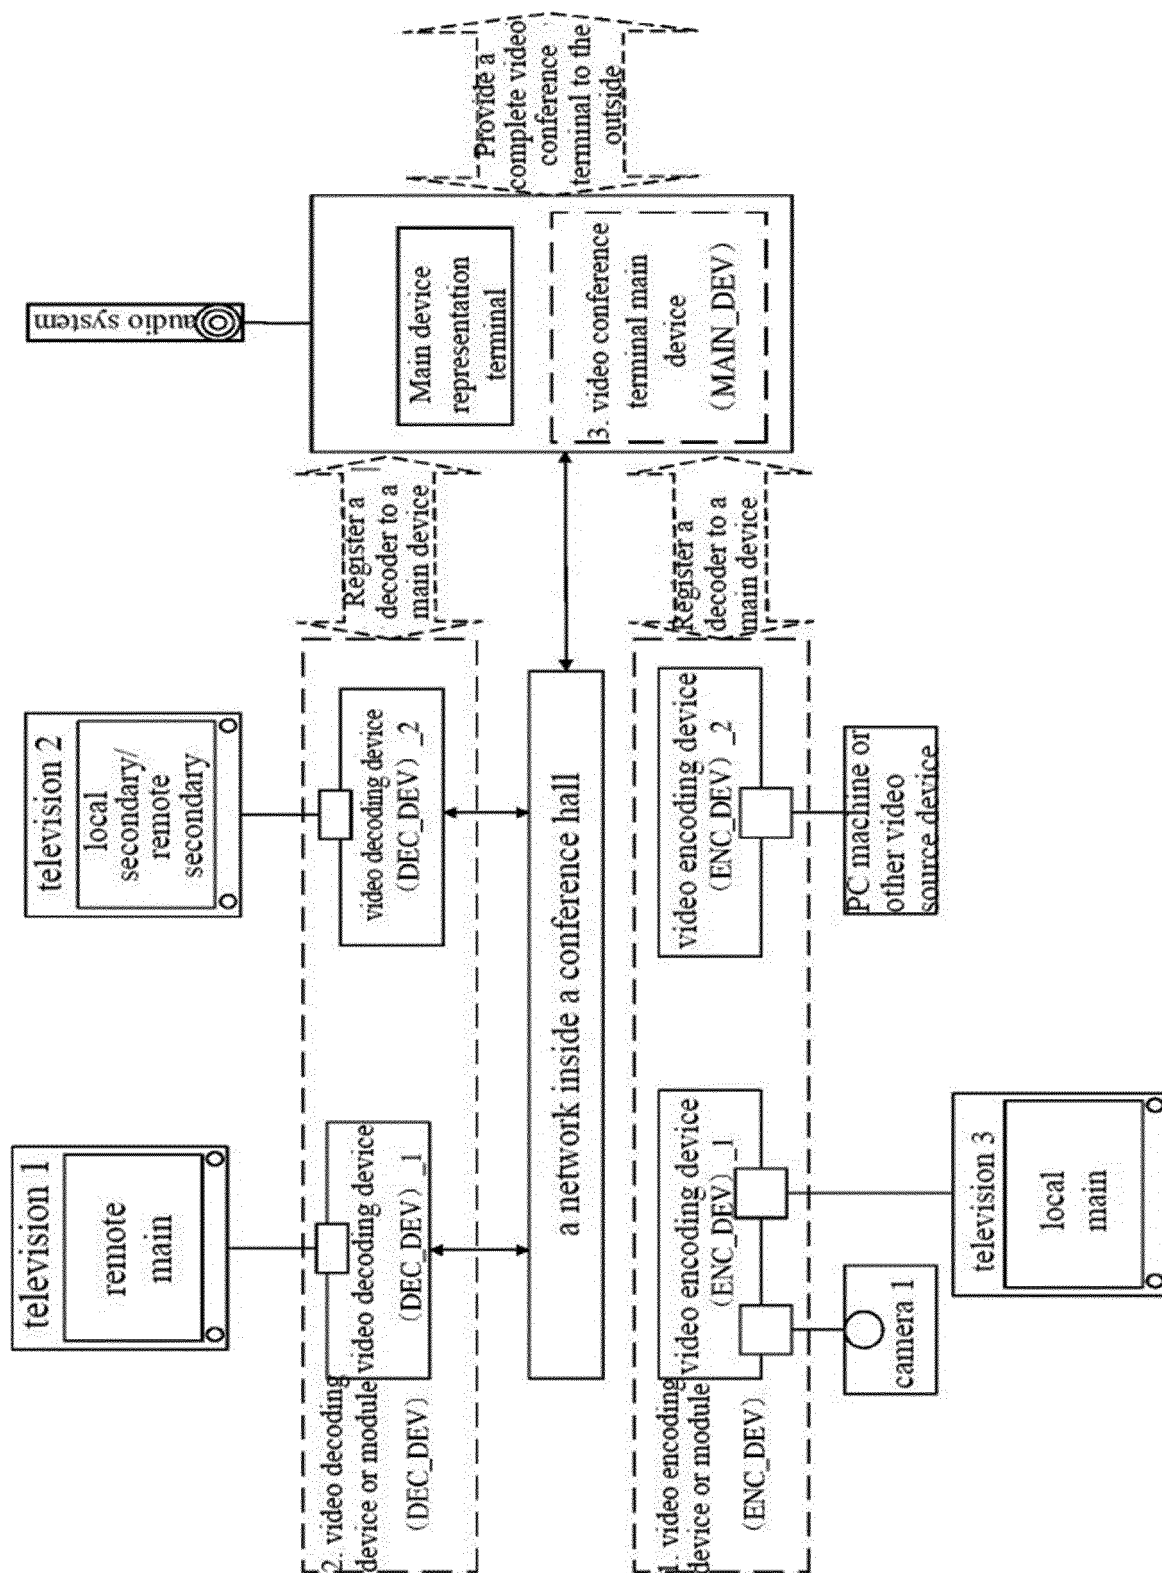 television 1
remote
main
television 2
local
secondary/
remote
secondary
audio system
2. video decoding
device or module
(DEC_DEV)
video decoding device
(DEC_DEV) _1
video decoding device
(DEC_DEV) _2
Register a
decoder to a
main device
Main device
representation
terminal
3. video conference
terminal main
device
(MAIN_DEV)
Provide a
complete video
conference
terminal to the
outside
a network inside a conference hall
1. video encoding
device or module
(ENC_DEV)
video encoding device
(ENC_DEV) _1
video encoding device
(ENC_DEV) _2
Register a
decoder to a
main device
camera 1
television 3
local
main
PC machine or
other video
source device